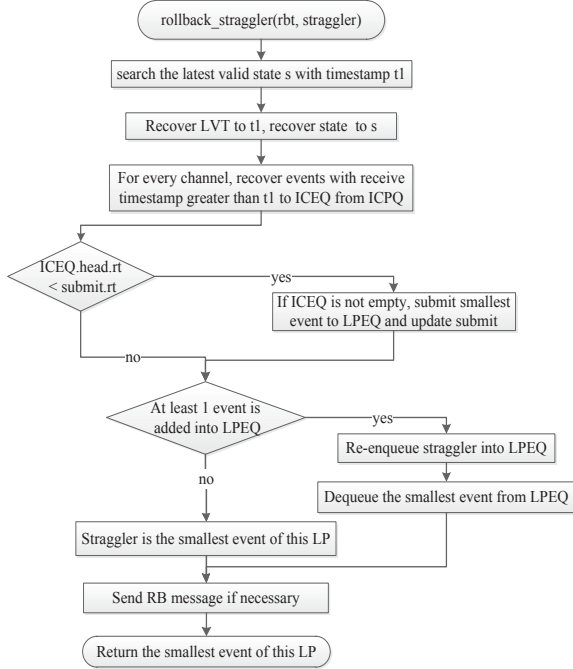 rollback_straggler(rbt, straggler)
search the latest valid state s with timestamp t1
Recover LVT to t1, recover state to s
For every channel, recover events with receive
timestamp greater than t1 to ICEQ from ICPQ
ICEQ.head.rt
< submit.rt
yes
If ICEQ is not empty, submit smallest
event to LPEQ and update submit
no
At least 1 event is
added into LPEQ
yes
Re-enqueue straggler into LPEQ
no
Dequeue the smallest event from LPEQ
Straggler is the smallest event of this LP
Send RB message if necessary
Return the smallest event of this LP